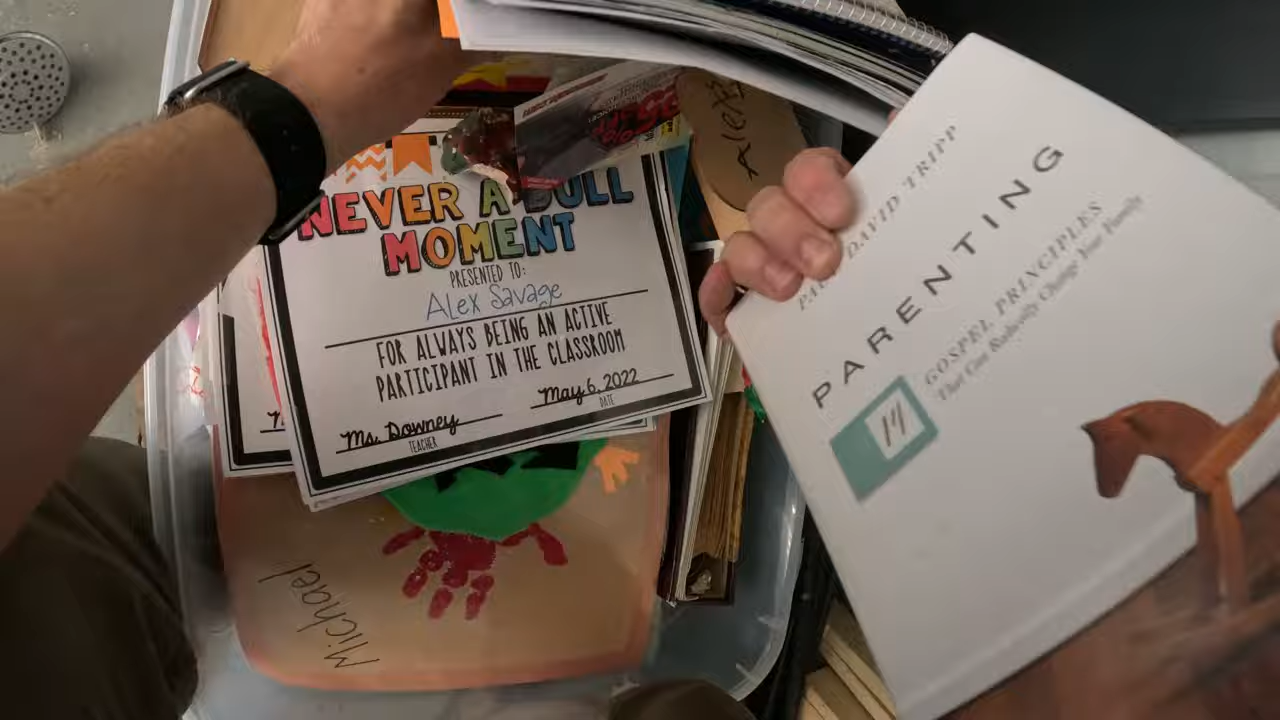 NEVER A DULL
MOMENT
PRESENTED TO:
Alex Savage
FOR ALWAYS BEING AN ACTIVE
PARTICIPANT IN THE CLASSROOM
Ms. Downey
May 6, 2022
TEACHER
DATE
Michael
Alexis
PAUL DAVID TRIPP
PARENTING
14
GOSPEL PRINCIPLES
That Can Radically Change Your Family